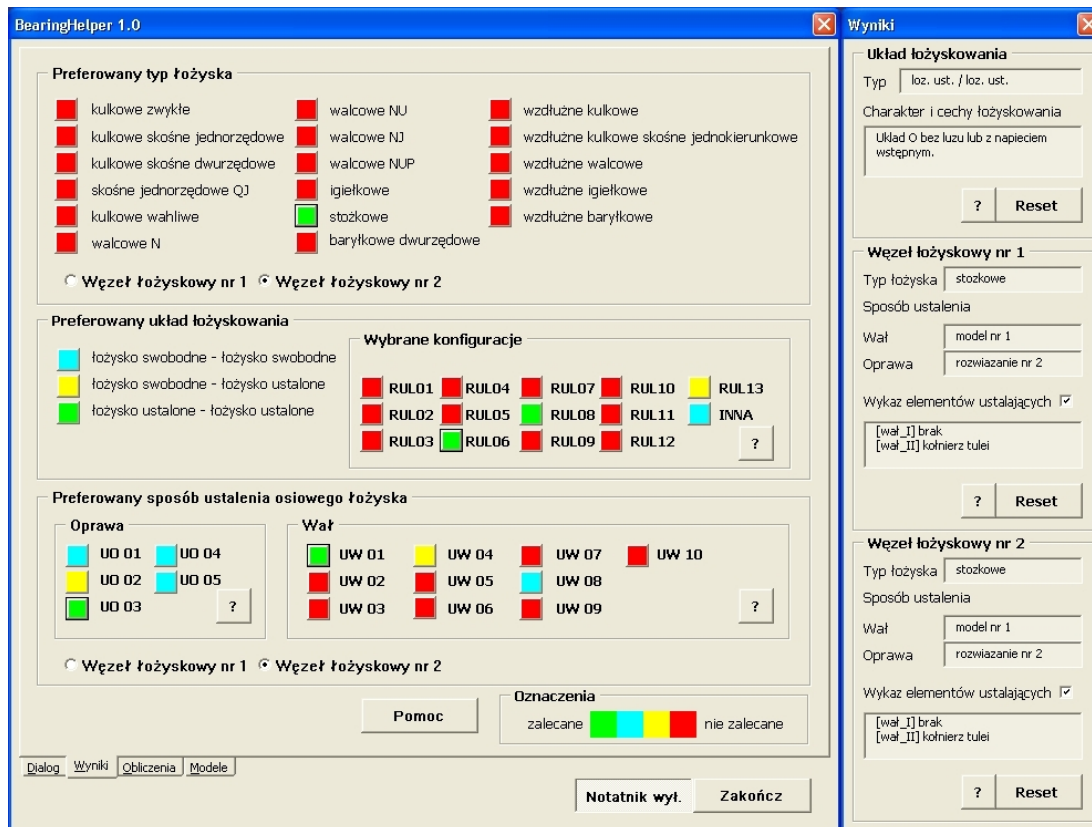 BearingHelper 1.0
Preferowany typ łożyska
kulkowe zwykłe
kulkowe skośne jednorzędowe
kulkowe skośne dwurzędowe
skośne jednorzędowe QJ
kulkowe wahliwe
walcowe N
walcowe NU
walcowe NJ
walcowe NUP
igiełkowe
stożkowe
baryłkowe dwurzędowe
wzdłużne kulkowe
wzdłużne kulkowe skośne jednokierunkowe
wzdłużne walcowe
wzdłużne igiełkowe
wzdłużne baryłkowe
Węzeł łożyskowy nr 1 Węzeł łożyskowy nr 2
Preferowany układ łożyskowania
łożysko swobodne - łożysko swobodne
łożysko swobodne - łożysko ustalone
łożysko ustalone - łożysko ustalone
Wybrane konfiguracje
RUL01 RUL04 RUL07 RUL10 RUL13
RUL02 RUL05 RUL08 RUL11 INNA
RUL03 RUL06 RUL09 RUL12 ?
Preferowany sposób ustalenia osiowego łożyska
Oprawa
UO 01 UO 04
UO 02 UO 05
UO 03 ?
Wał
UW 01 UW 04 UW 07 UW 10
UW 02 UW 05 UW 08
UW 03 UW 06 UW 09 ?
Węzeł łożyskowy nr 1 Węzeł łożyskowy nr 2
Pomoc
Oznaczenia
zalecane nie zalecane
Dialog Wyniki Obliczenia Modele
Notatnik wył. Zakończ
Wyniki
Układ łożyskowania
Typ loz. ust. / loz. ust.
Charakter i cechy łożyskowania
Uklad O bez luzu lub z napieciem
wstępnym.
? Reset
Węzeł łożyskowy nr 1
Typ łożyska stozkowe
Sposób ustalenia
Wał model nr 1
Oprawa rozwiazanie nr 2
Wykaz elementów ustalających
[wał_I] brak
[wał_II] kołnierz tulei
? Reset
Węzeł łożyskowy nr 2
Typ łożyska stozkowe
Sposób ustalenia
Wał model nr 1
Oprawa rozwiazanie nr 2
Wykaz elementów ustalających
[wał_I] brak
[wał_II] kołnierz tulei
? Reset